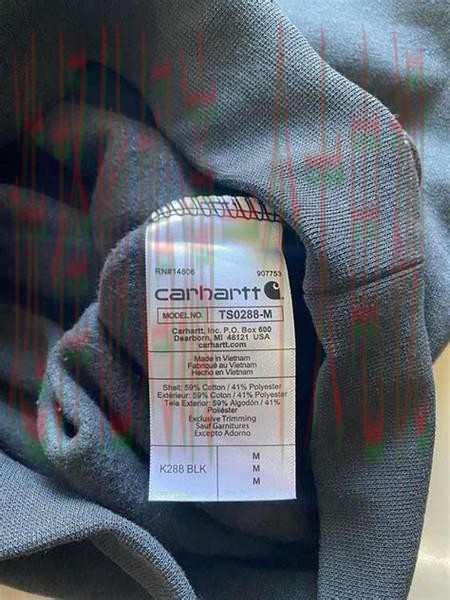 RN#14806 907753
carhartt
MODEL NO. TS0288-M
Carhartt, Inc. P.O. Box 600
Dearborn, MI 48121 USA
carhartt.com
Made in Vietnam
Fabriqué au Vietnam
Hecho en Vietnam
Shell: 59% Cotton / 41% Polyester
Extérieur: 59% Coton / 41% Polyester
Tela Exterior: 59% Algodón / 41%
Poliéster
Exclusive Trimming
Sauf Garnitures
Excepto Adorno
M
K288 BLK M
M